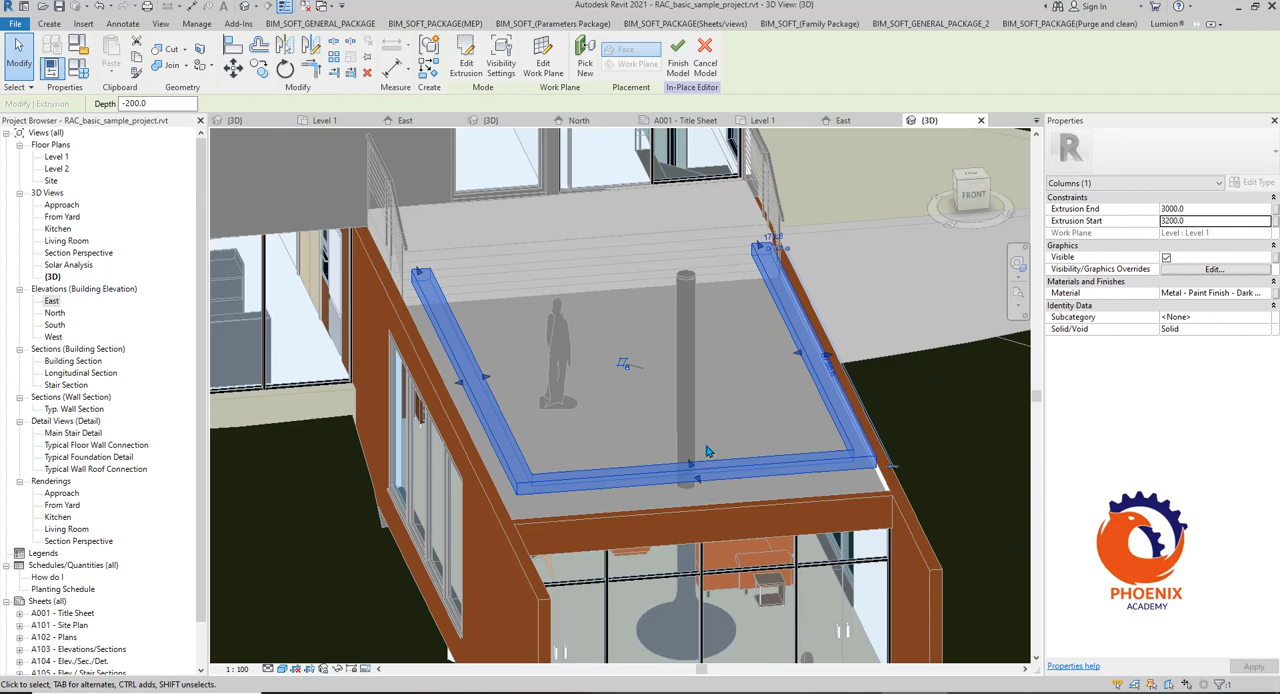 Autodesk Revit 2021 - RAC_basic_sample_project.rvt - 3D View: {3D}
Sign In
File
Architecture
Quantification
Annotate
Insert
View
Manage
Add-Ins
BIM_SOFT_GENERAL_PACKAGE
BIM_SOFT_PACKAGE(MEP)
BIM_SOFT_(Parameters Package)
BIM_SOFT_PACKAGE(Sheets/views)
BIM_SOFT_(Family Package)
BIM_SOFT_GENERAL_PACKAGE_2
BIM_SOFT_PACKAGE(Purge and clean)
Lumion®
Modify
Paste
Cut
Join
Edit Extrusion
Visibility Settings
Edit Work Plane
Pick New
Face
Work Plane
Finish Model
Cancel Model
Select
Properties
Clipboard
Geometry
Modify
Measure
Create
Mode
Work Plane
Placement
In-Place Editor
Modify | Extrusion
Depth -200.0
Project Browser - RAC_basic_sample_project.rvt
{3D}
Level 1
East
{3D}
North
A001 - Title Sheet
Level 1
East
{3D}
Views (all)
Floor Plans
Level 1
Level 2
Site
3D Views
Approach
From Yard
Kitchen
Living Room
Section Perspective
Solar Analysis
{3D}
Elevations (Building Elevation)
East
North
South
West
Sections (Building Section)
Building Section
Longitudinal Section
Stair Section
Sections (Wall Section)
Typ. Wall Section
Detail Views (Detail)
Main Stair Detail
Typical Floor Wall Connection
Typical Foundation Detail
Typical Wall Roof Connection
Renderings
Approach
From Yard
Kitchen
Living Room
Section Perspective
Legends
Schedules/Quantities (all)
How do I
Planting Schedule
Sheets (all)
A001 - Title Sheet
A101 - Site Plan
A102 - Plans
A103 - Elevations/Sections
A104 - Elev./Sec./Det.
FRONT
Properties
Columns (1)
Edit Type
Constraints
Extrusion End 3000.0
Extrusion Start 3200.0
Work Plane Level : Level 1
Graphics
Visible
Visibility/Graphics Overrides Edit...
Materials and Finishes
Material Metal - Paint Finish - Dark ...
Identity Data
Subcategory <None>
Solid/Void Solid
PHOENIX
ACADEMY
Properties help
Apply
1 : 100
Click to select, TAB for alternates, CTRL adds, SHIFT unselects.
:1